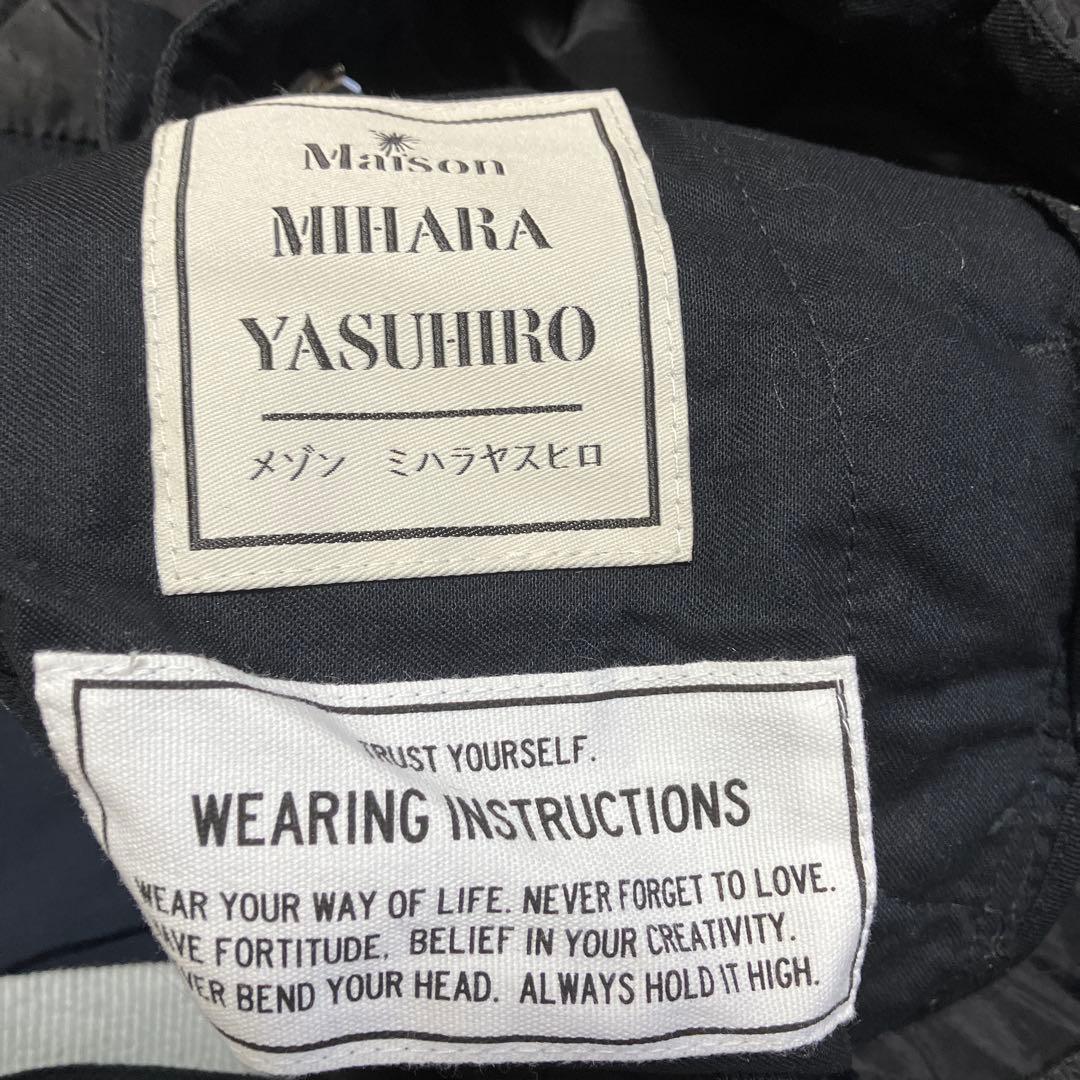 Maison
MIHARA
YASUHIRO
メゾン ミハラヤスヒロ
TRUST YOURSELF.
WEARING INSTRUCTIONS
WEAR YOUR WAY OF LIFE. NEVER FORGET TO LOVE.
FORTITUDE, BELIEF IN YOUR CREATIVITY.
BEND YOUR HEAD. ALWAYS HOLD IT HIGH.